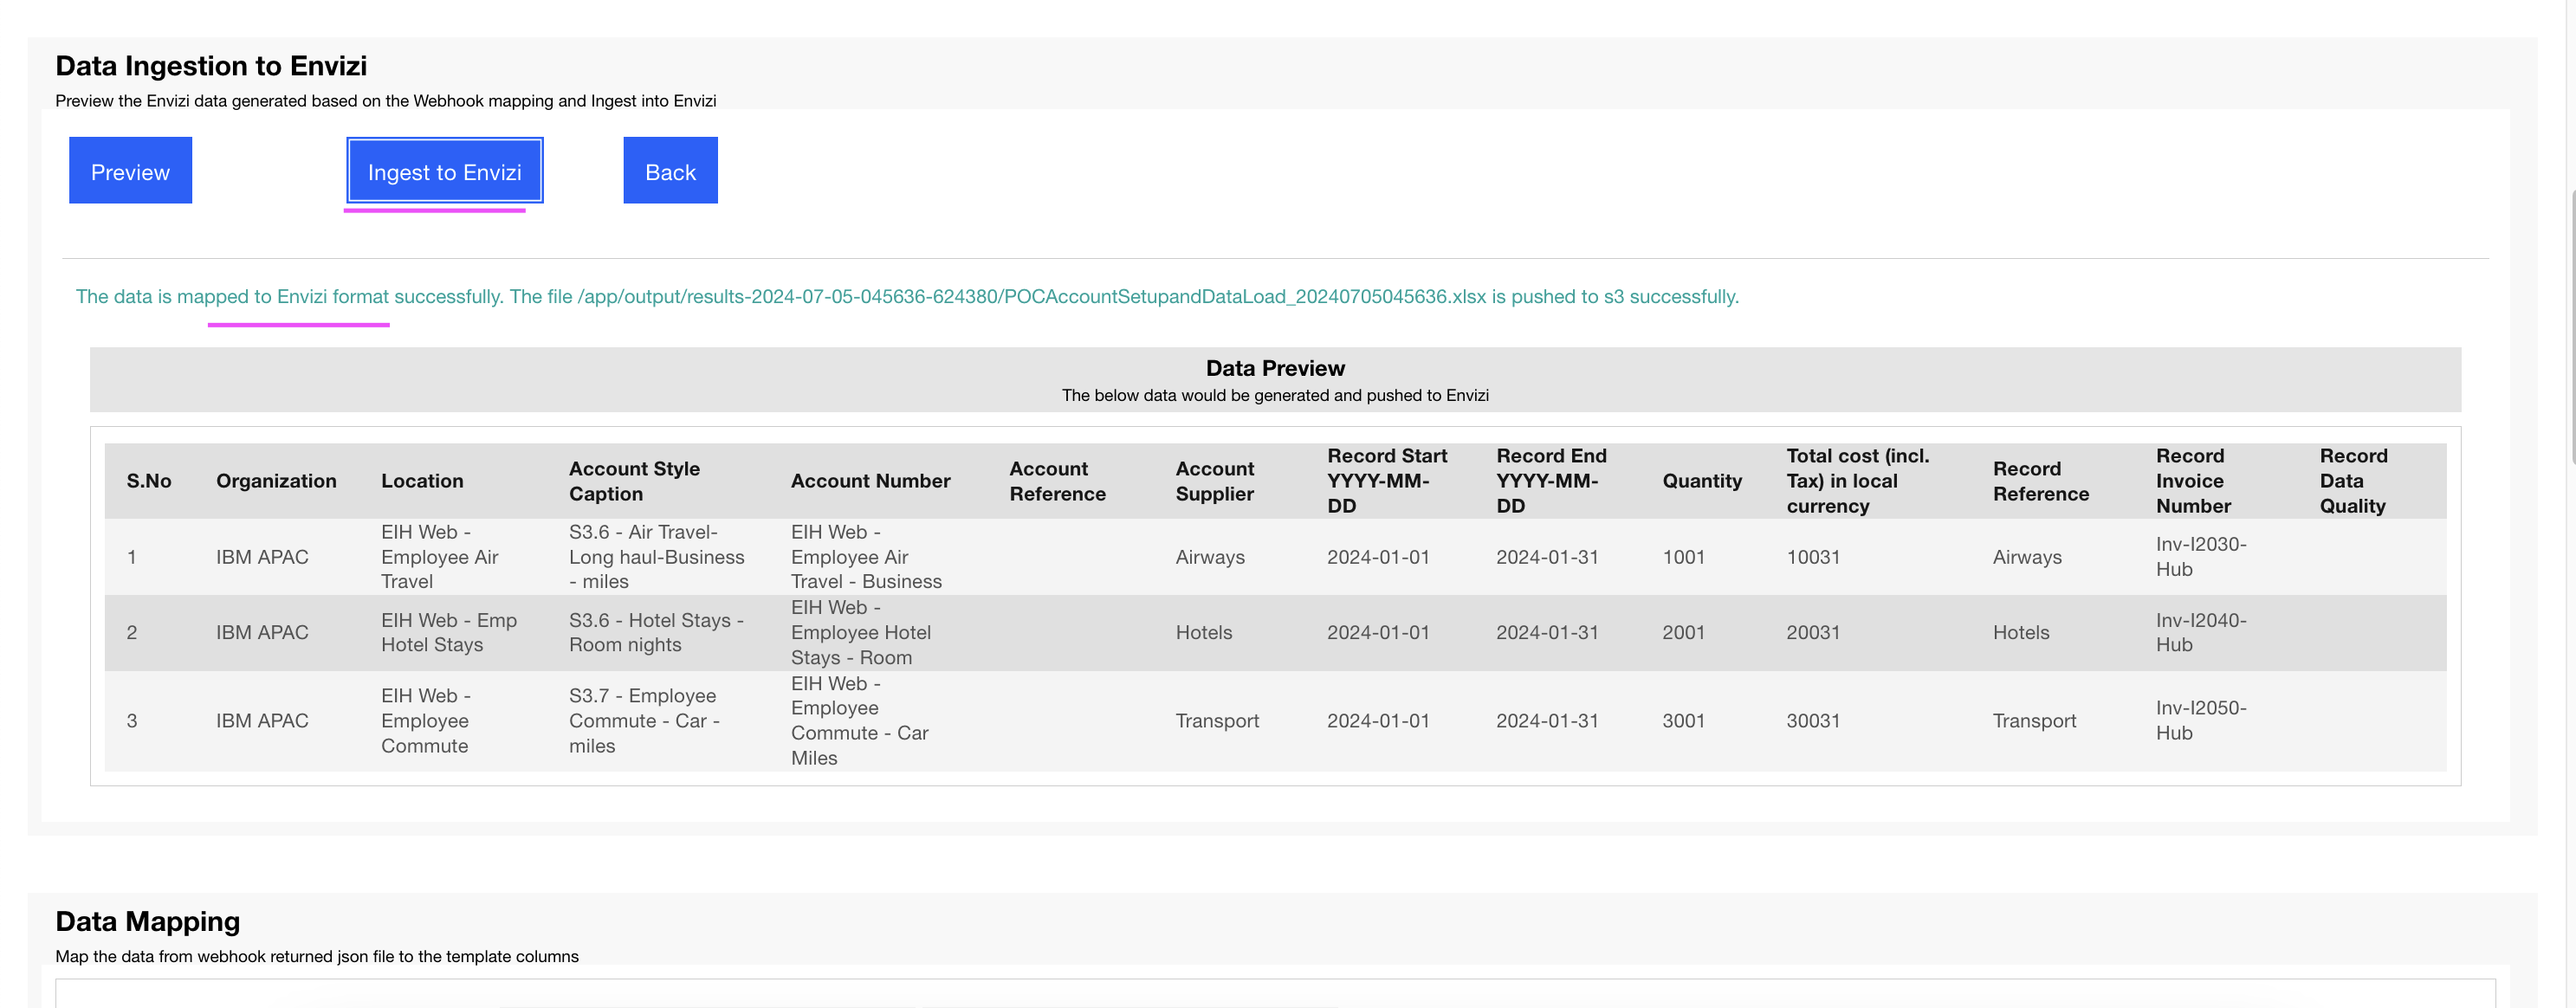 Data Ingestion to Envizi
Preview the Envizi data generated based on the Webhook mapping and Ingest into Envizi
Preview
Ingest to Envizi
Back
The data is mapped to Envizi format successfully. The file /app/output/results-2024-07-05-045636-624380/POCAccountSetupandDataLoad_20240705045636.xlsx is pushed to s3 successfully.
Data Preview
The below data would be generated and pushed to Envizi
S.No
Organization
Location
Account Style
Caption
Account Number
Account
Reference
Account
Supplier
Record Start
YYYY-MM-
DD
Record End
YYYY-MM-
DD
Quantity
Total cost (incl.
Tax) in local
currency
Record
Reference
Record
Invoice
Number
Record
Data
Quality
1
IBM APAC
EIH Web -
Employee Air
Travel
S3.6 - Air Travel-
Long haul-Business
- miles
EIH Web -
Employee Air
Travel - Business
Airways
2024-01-01
2024-01-31
1001
10031
Airways
Inv-I2030-
Hub
2
IBM APAC
EIH Web - Emp
Hotel Stays
S3.6 - Hotel Stays -
Room nights
EIH Web -
Employee Hotel
Stays - Room
Hotels
2024-01-01
2024-01-31
2001
20031
Hotels
Inv-I2040-
Hub
3
IBM APAC
EIH Web -
Employee
Commute
S3.7 - Employee
Commute - Car -
miles
EIH Web -
Employee
Commute - Car
Miles
Transport
2024-01-01
2024-01-31
3001
30031
Transport
Inv-I2050-
Hub
Data Mapping
Map the data from webhook returned json file to the template columns